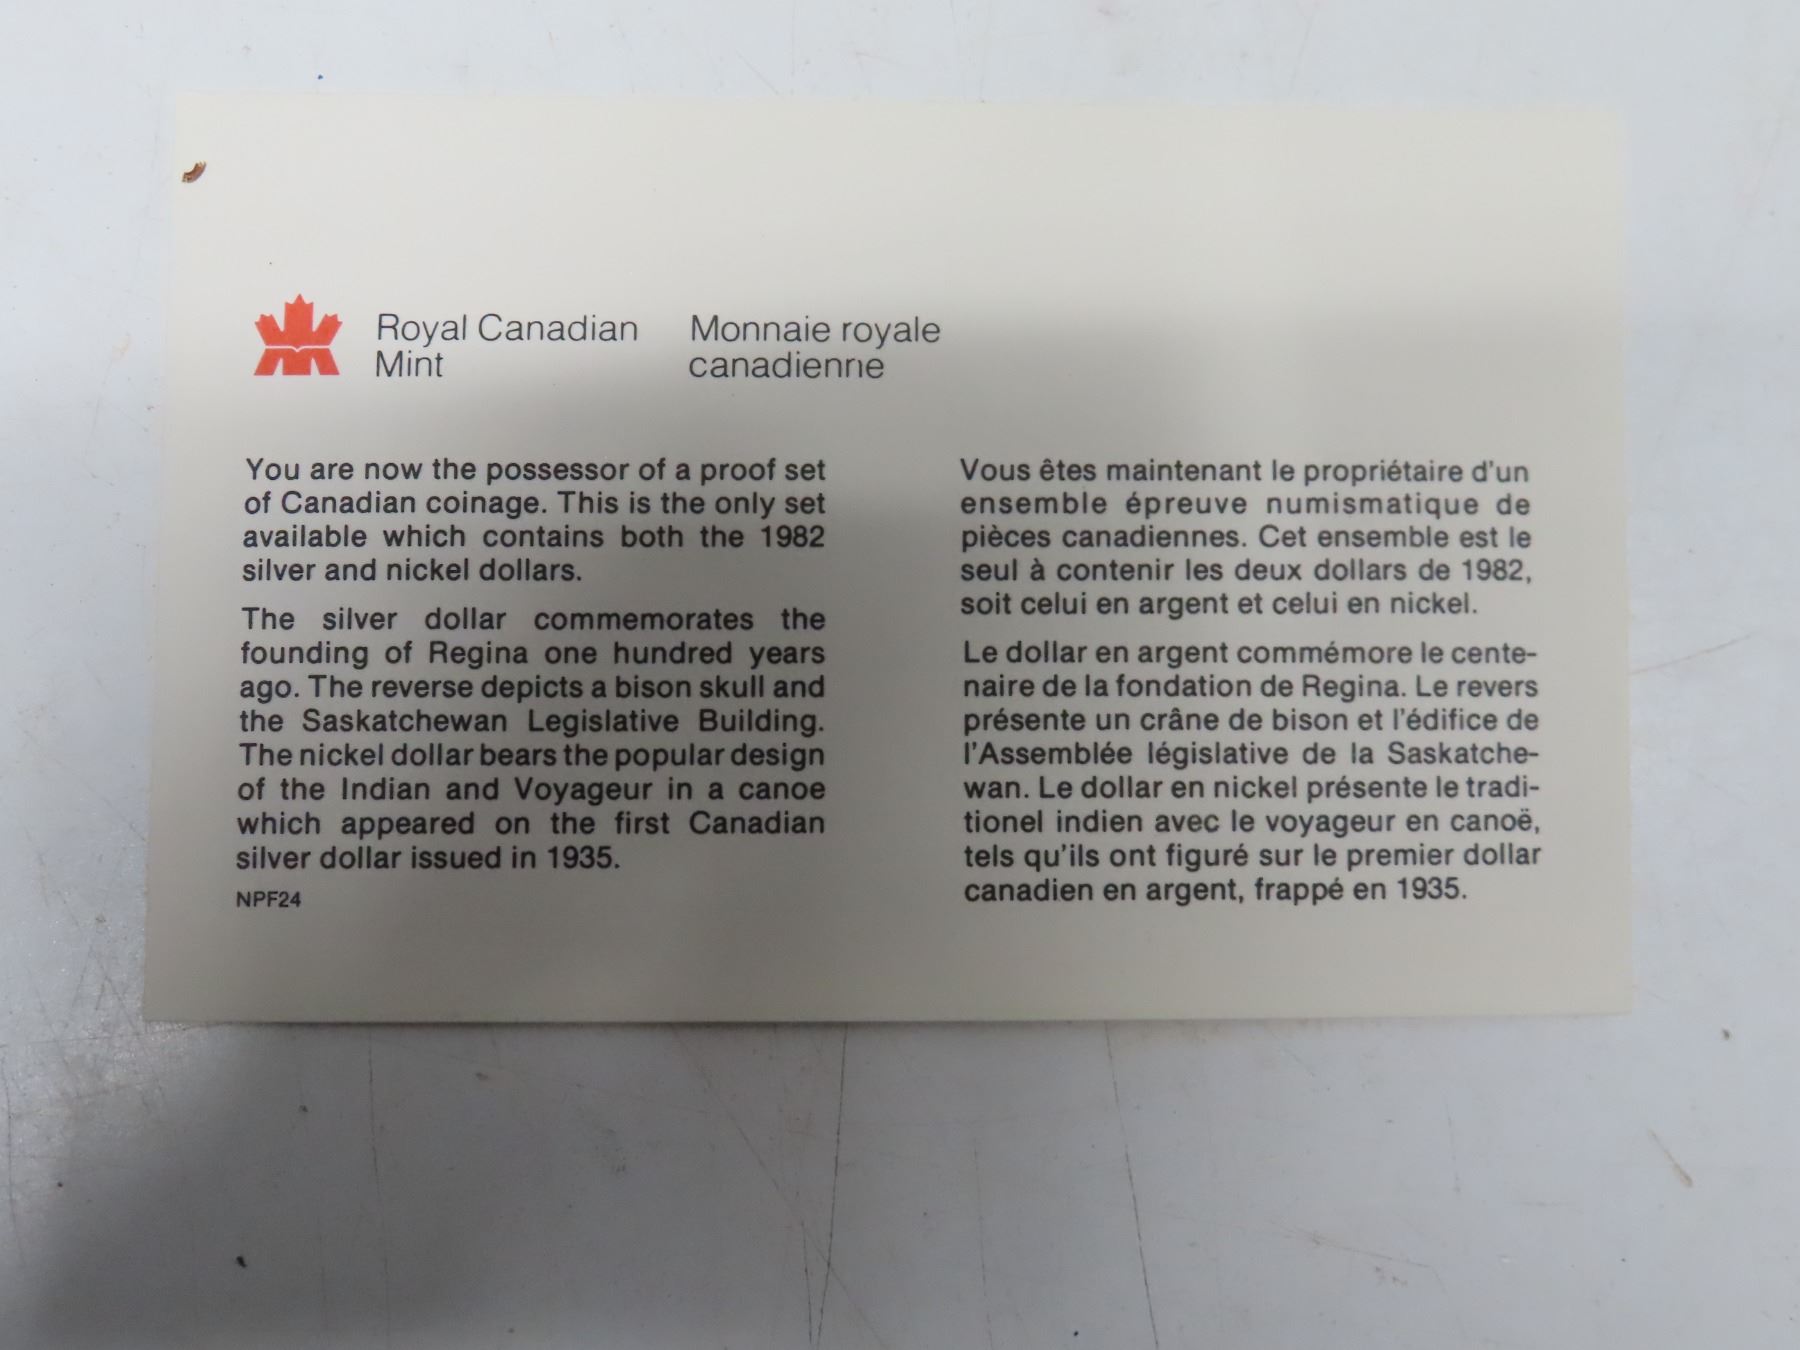 Royal Canadian
Mint
Monnaie royale
canadienne
You are now the possessor of a proof set
of Canadian coinage. This is the only set
available which contains both the 1982
silver and nickel dollars.
The silver dollar commemorates the
founding of Regina one hundred years
ago. The reverse depicts a bison skull and
the Saskatchewan Legislative Building.
The nickel dollar bears the popular design
of the Indian and Voyageur in a canoe
which appeared on the first Canadian
silver dollar issued in 1935.
NPF24
Vous êtes maintenant le propriétaire d'un
ensemble épreuve numismatique de
pièces canadiennes. Cet ensemble est le
seul à contenir les deux dollars de 1982,
soit celui en argent et celui en nickel.
Le dollar en argent commémore le cente-
naire de la fondation de Regina. Le revers
présente un crâne de bison et l'édifice de
l'Assemblée législative de la Saskatche-
wan. Le dollar en nickel présente le tradi-
tionel indien avec le voyageur en canoë,
tels qu'ils ont figuré sur le premier dollar
canadien en argent, frappé en 1935.